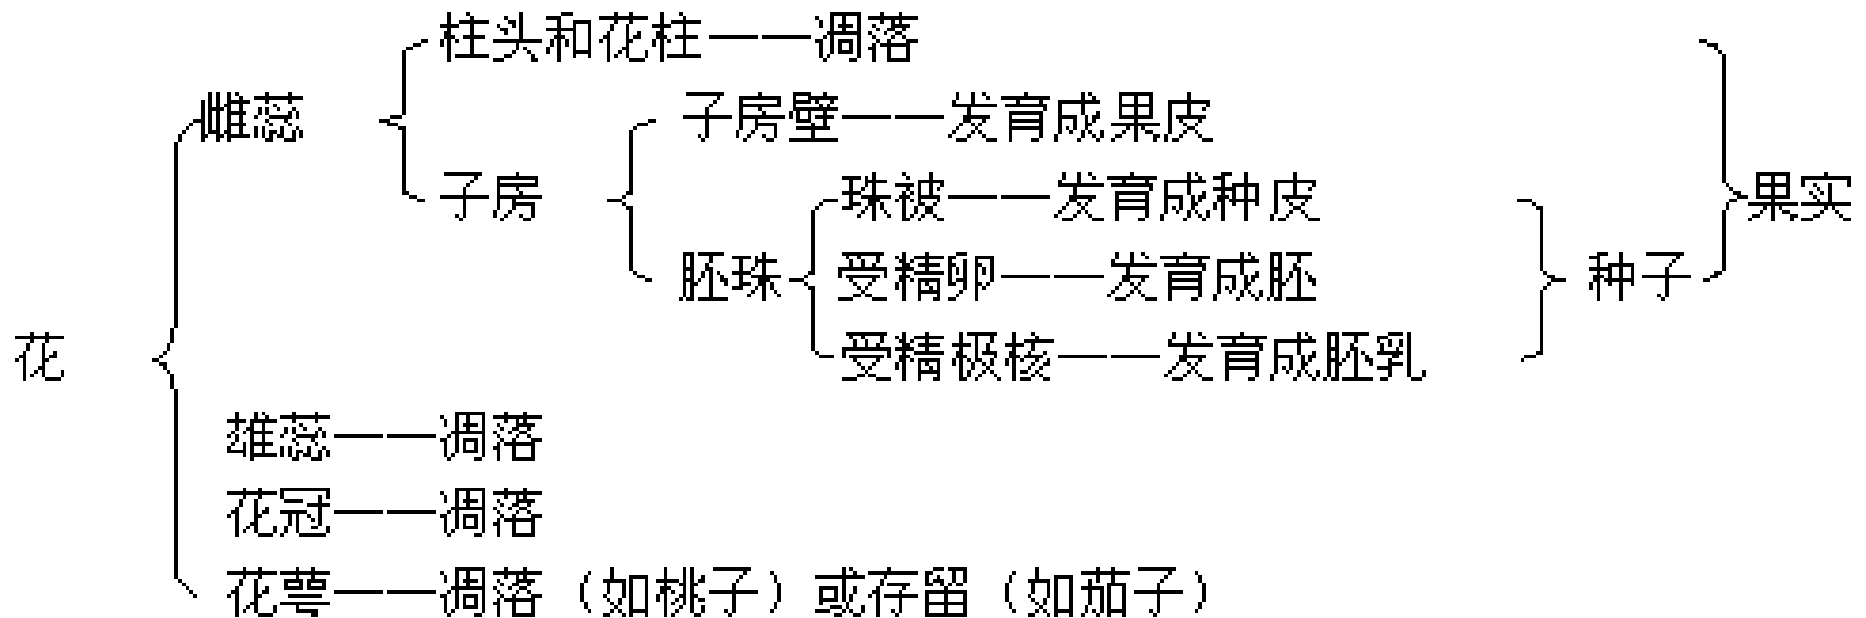 柱头和花柱——凋落
雌蕊 子房壁——发育成果皮
子房 珠被——发育成种皮 果实
胚珠 受精卵——发育成胚 种子
花 受精极核——发育成胚乳
雄蕊——凋落
花冠——凋落
花萼——凋落（如桃子）或存留（如茄子）